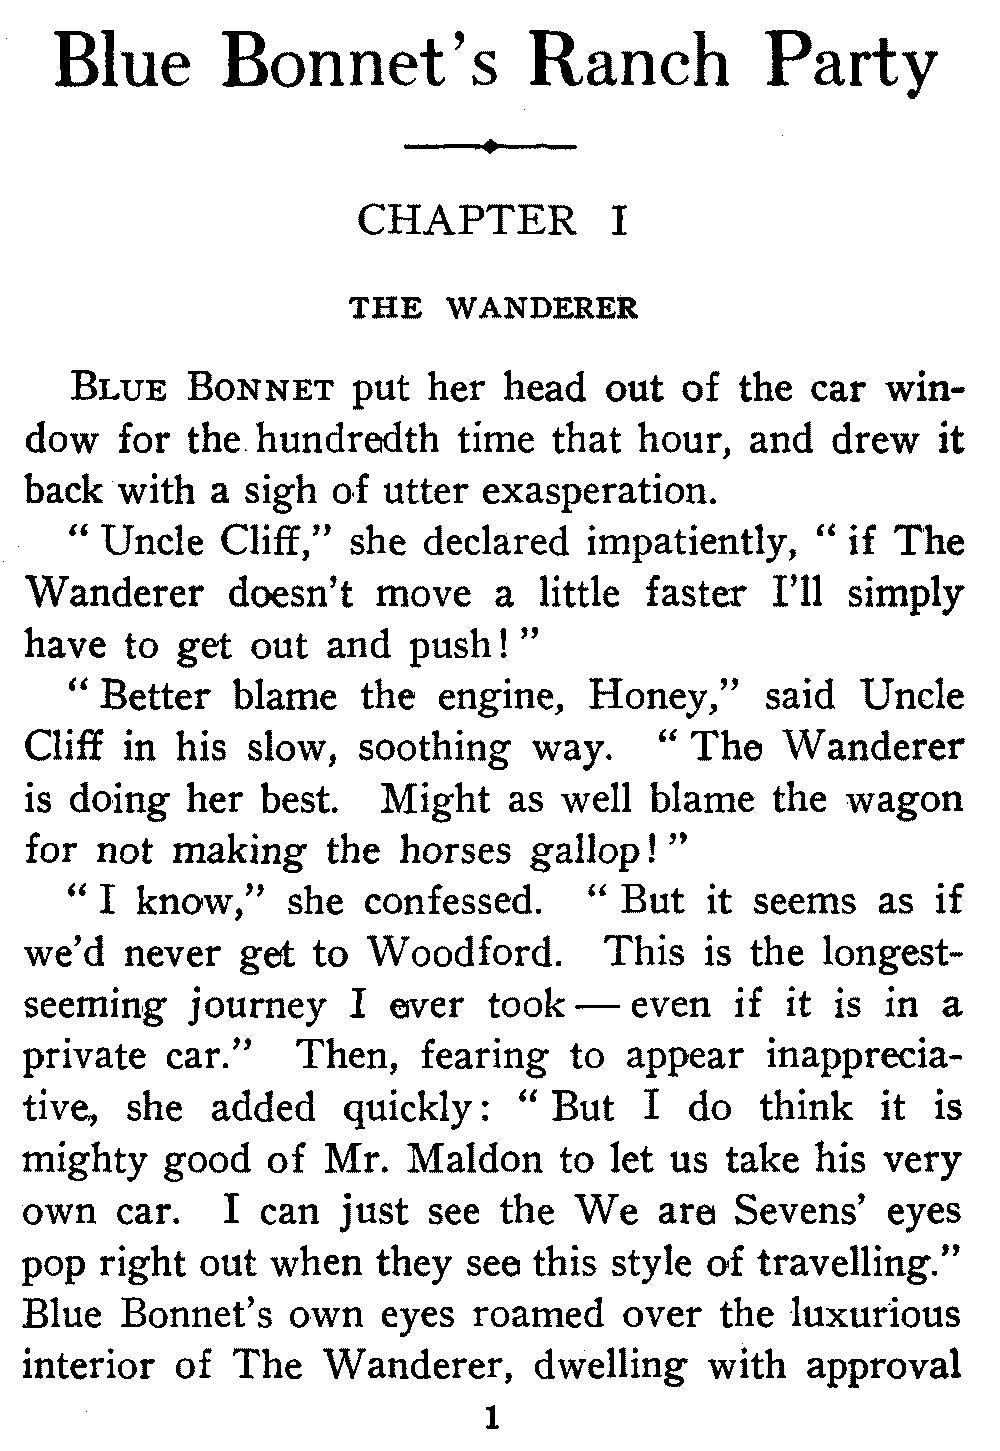 Blue Bonnet's Ranch Party
CHAPTER I
THE WANDERER
BLUE BONNET put her head out of the car win-
dow for the hundredth time that hour, and drew it
back with a sigh of utter exasperation.
" Uncle Cliff," she declared impatiently, " if The
Wanderer doesn't move a little faster I'll simply
have to get out and push! "
" Better blame the engine, Honey," said Uncle
Cliff in his slow, soothing way. " The Wanderer
is doing her best. Might as well blame the wagon
for not making the horses gallop! "
" I know," she confessed. " But it seems as if
we'd never get to Woodford. This is the longest-
seeming journey I ever took — even if it is in a
private car." Then, fearing to appear inapprecia-
tive, she added quickly: " But I do think it is
mighty good of Mr. Maldon to let us take his very
own car. I can just see the We are Sevens' eyes
pop right out when they see this style of travelling."
Blue Bonnet's own eyes roamed over the luxurious
interior of The Wanderer, dwelling with approval
1